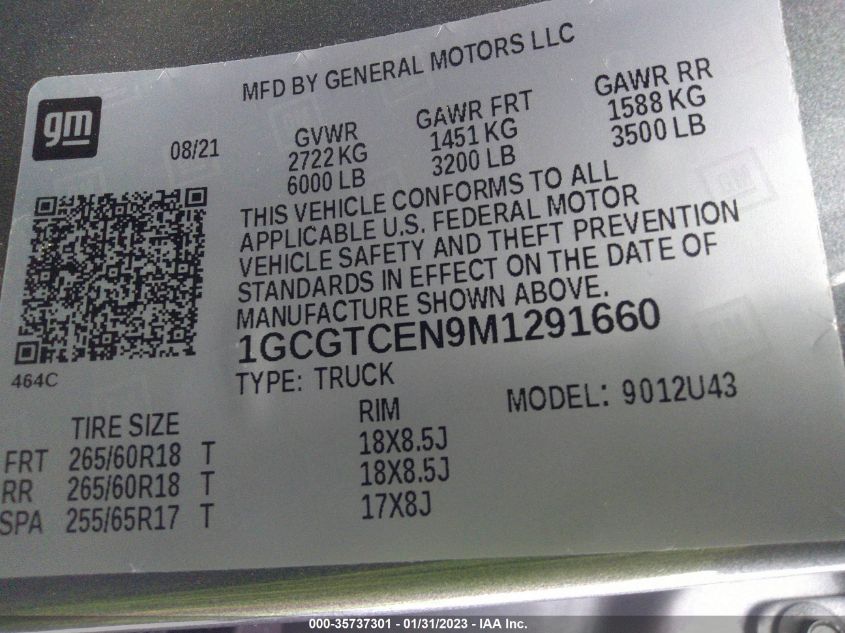 MFD BY GENERAL MOTORS LLC
gm
08/21
GVWR GAWR FRT GAWR RR
2722 KG 1451 KG 1588 KG
6000 LB 3200 LB 3500 LB
THIS VEHICLE CONFORMS TO ALL
APPLICABLE U.S. FEDERAL MOTOR
VEHICLE SAFETY AND THEFT PREVENTION
STANDARDS IN EFFECT ON THE DATE OF
MANUFACTURE SHOWN ABOVE.
1GCGTCEN9M1291660
464C
TYPE: TRUCK MODEL: 9012U43
TIRE SIZE RIM
FRT 265/60R18 T 18X8.5J
RR 265/60R18 T 18X8.5J
SPA 255/65R17 T 17X8J
000-35737301 - 01/31/2023 - IAA Inc.